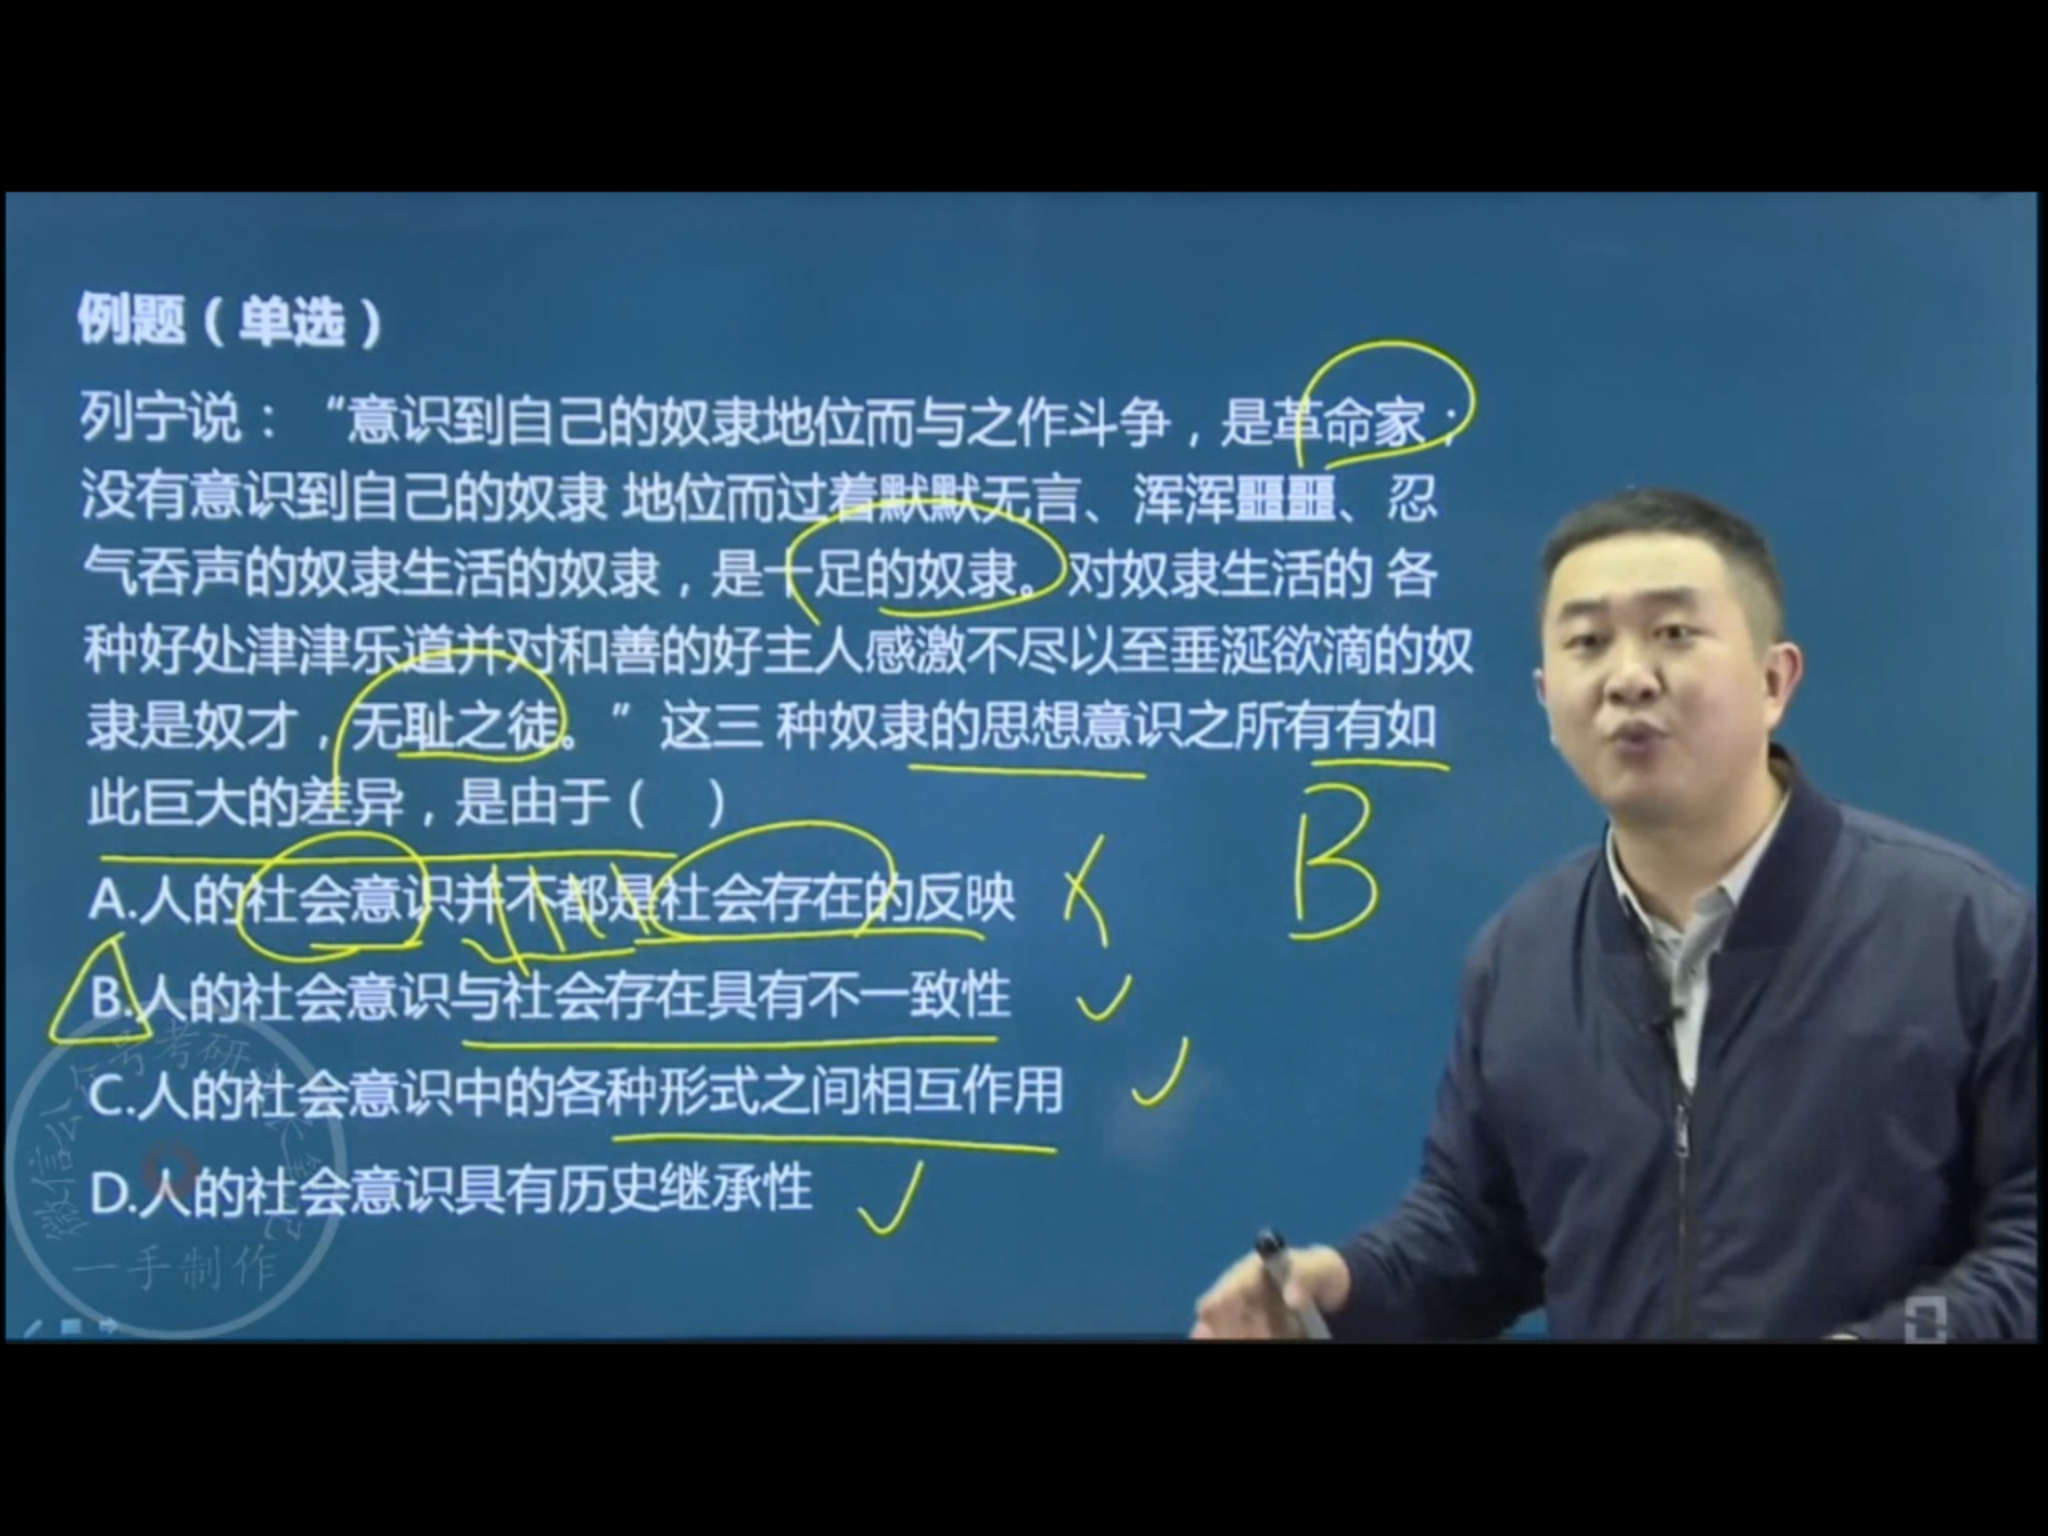 例题（单选）
列宁说：“意识到自己的奴隶地位而与之作斗争，是革命家；
没有意识到自己的奴隶 地位而过着默默无言、浑浑噩噩、忍
气吞声的奴隶生活的奴隶，是十足的奴隶。对奴隶生活的 各
种好处津津乐道并对和善的好主人感激不尽以至垂涎欲滴的奴
隶是奴才，无耻之徒。”这三 种奴隶的思想意识之所有有如
此巨大的差异，是由于（　）
B
A.人的社会意识并不都是社会存在的反映
B.人的社会意识与社会存在具有不一致性
C.人的社会意识中的各种形式之间相互作用
D.人的社会意识具有历史继承性
一手制作